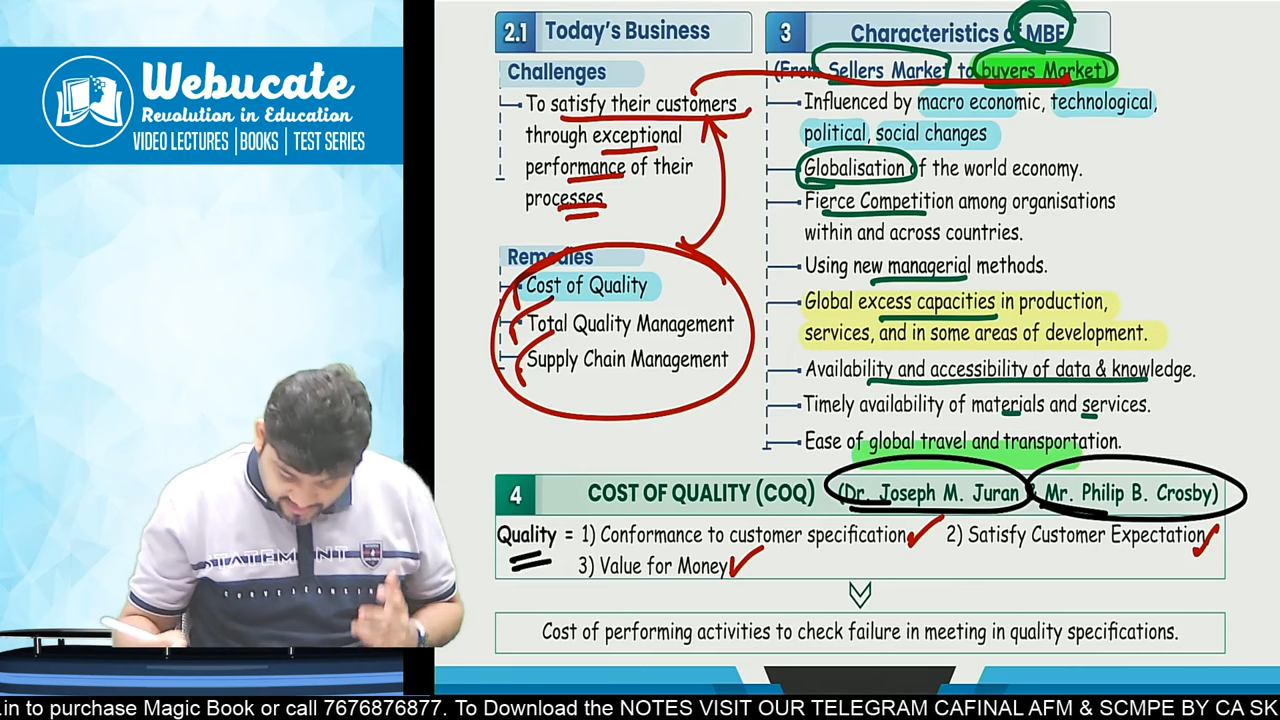 Webucate
Revolution in Education
VIDEO LECTURES | BOOKS | TEST SERIES
2.1 Today's Business
Challenges
To satisfy their customers
through exceptional
performance of their
processes
Remedies
Cost of Quality
Total Quality Management
Supply Chain Management
3 Characteristics of MBE
(From Sellers Market to buyers Market)
Influenced by macro economic, technological,
political, social changes
Globalisation of the world economy.
Fierce Competition among organisations
within and across countries.
Using new managerial methods.
Global excess capacities in production,
services, and in some areas of development.
Availability and accessibility of data & knowledge.
Timely availability of materials and services.
Ease of global travel and transportation.
4 COST OF QUALITY (COQ) (Dr. Joseph M. Juran Mr. Philip B. Crosby)
Quality = 1) Conformance to customer specification 2) Satisfy Customer Expectation
3) Value for Money
Cost of performing activities to check failure in meeting in quality specifications.
STATEMENT
.in to purchase Magic Book or call 7676876877. To Download the NOTES VISIT OUR TELEGRAM CAFINAL AFM & SCMPE BY CA SK